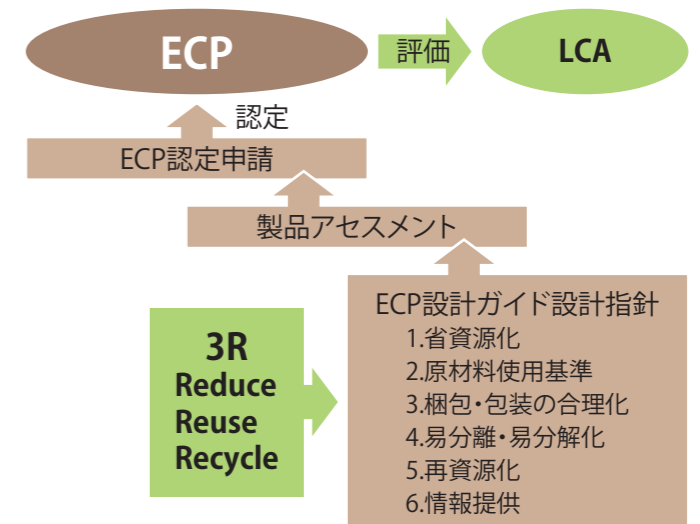 ECP
評価
LCA
認定
ECP認定申請
製品アセスメント
3R
Reduce
Reuse
Recycle
ECP設計ガイド設計指針
1.省資源化
2.原材料使用基準
3.梱包・包装の合理化
4.易分離・易分解化
5.再資源化
6.情報提供